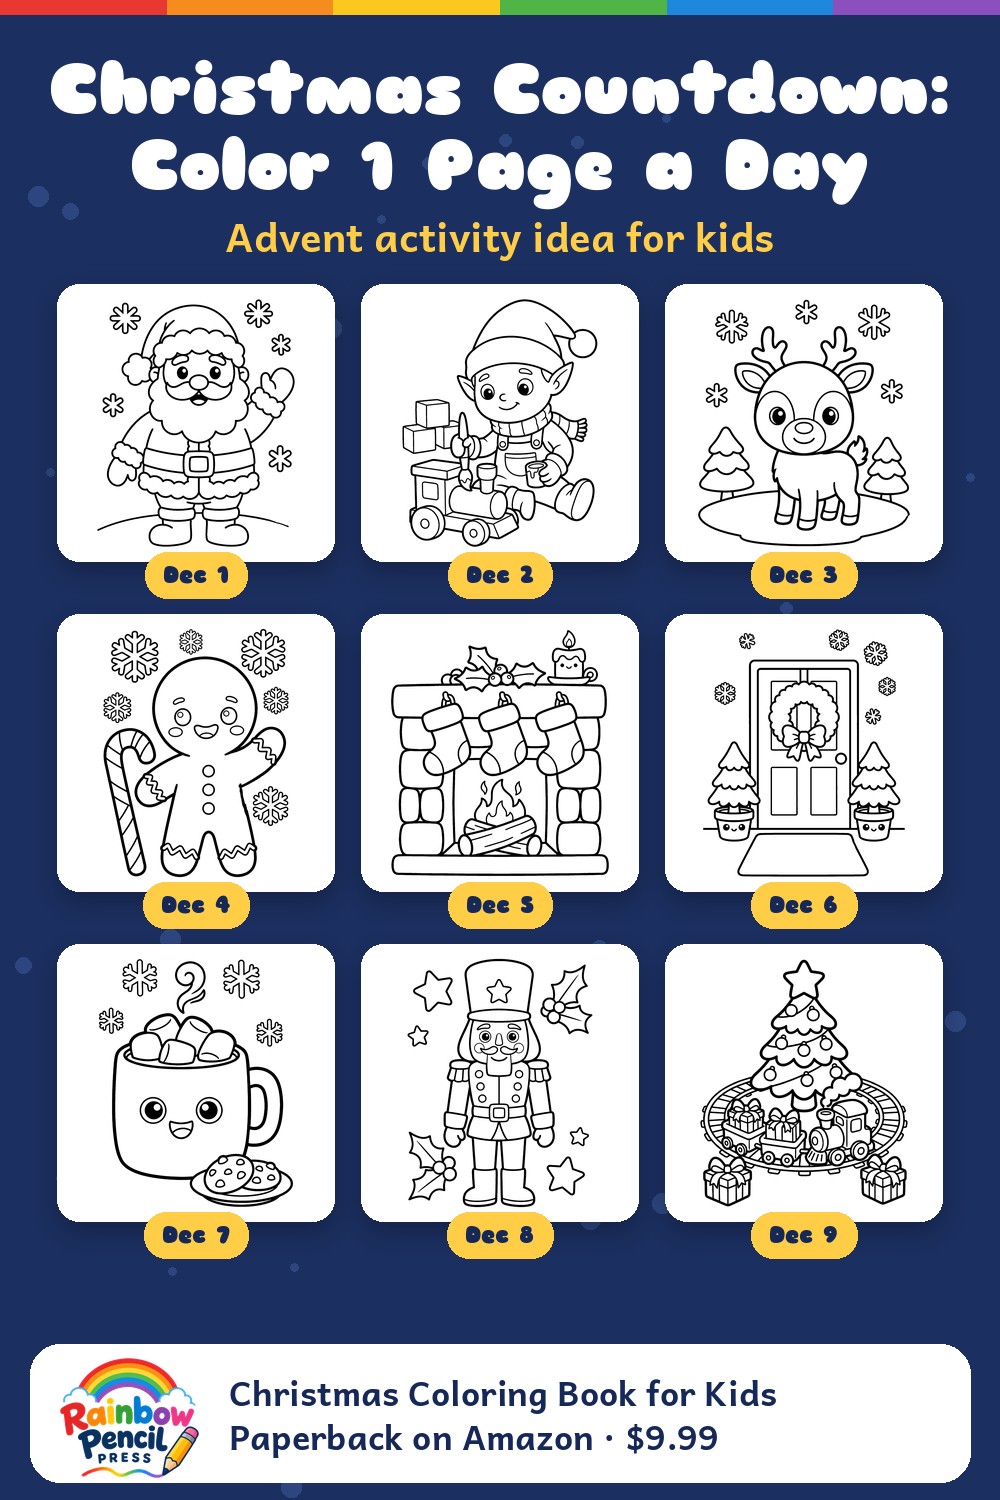 Christmas Countdown:
Color 1 Page a Day
Advent activity idea for kids
Dec 1
Dec 2
Dec 3
Dec 4
Dec 5
Dec 6
Dec 7
Dec 8
Dec 9
Rainbow
Pencil
PRESS
Christmas Coloring Book for Kids
Paperback on Amazon · $9.99